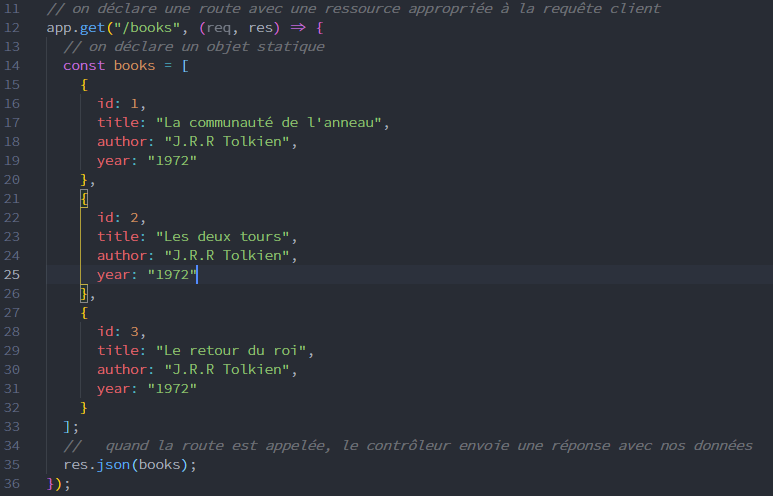 11 // on déclare une route avec une ressource appropriée à la requête client
12 app.get("/books", (req, res) => {
13 // on déclare un objet statique
14 const books = [
15 {
16 id: 1,
17 title: "La communauté de l'anneau",
18 author: "J.R.R Tolkien",
19 year: "1972"
20 },
21 {
22 id: 2,
23 title: "Les deux tours",
24 author: "J.R.R Tolkien",
25 year: "1972"
26 },
27 {
28 id: 3,
29 title: "Le retour du roi",
30 author: "J.R.R Tolkien",
31 year: "1972"
32 }
33 ];
34 // quand la route est appelée, le contrôleur envoie une réponse avec nos données
35 res.json(books);
36 });